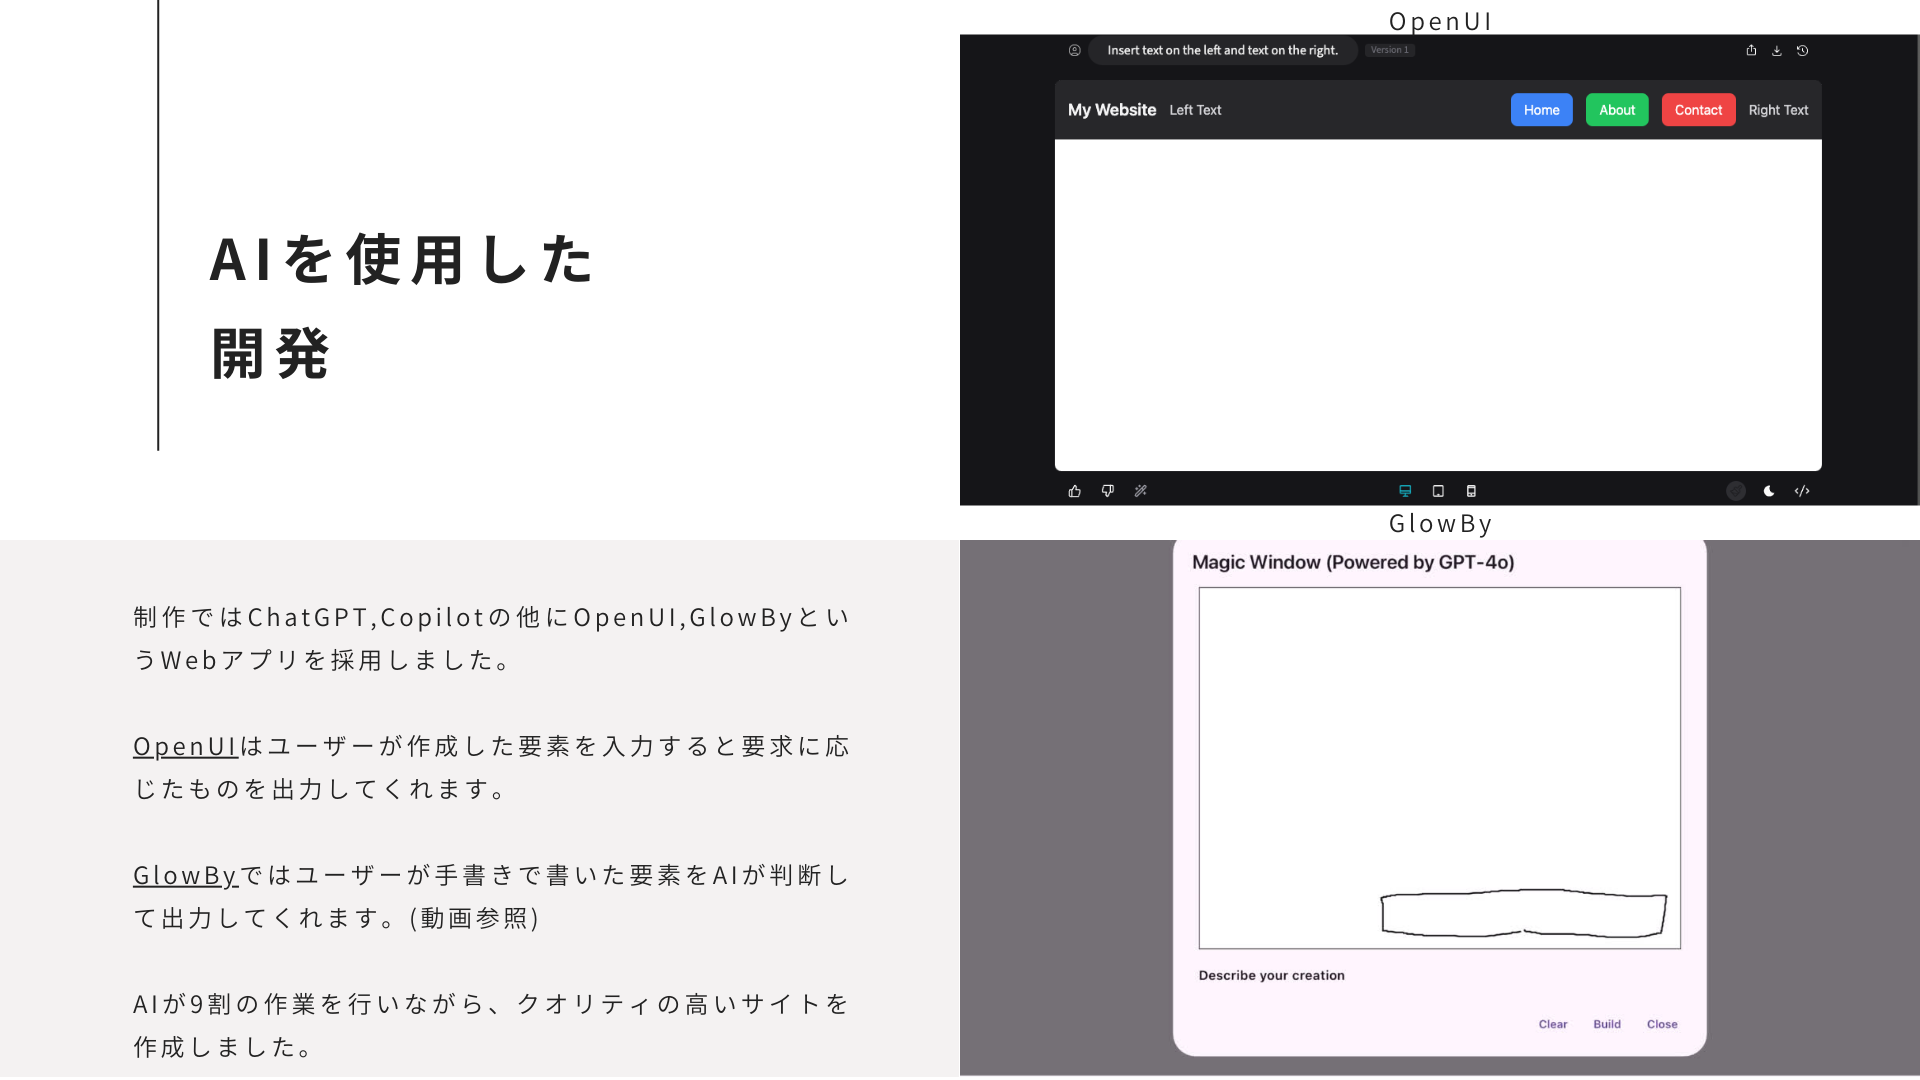 AIを使用した
開発
制作ではChatGPT,Copilotの他にOpenUI,GlowByとい
うWebアプリを採用しました。
OpenUIはユーザーが作成した要素を入力すると要求に応
じたものを出力してくれます。
GlowByではユーザーが手書きで書いた要素をAIが判断し
て出力してくれます。(動画参照)
AIが9割の作業を行いながら、クオリティの高いサイトを
作成しました。
OpenUI
Insert text on the left and text on the right. Version 1
My Website Left Text Home About Contact Right Text
GlowBy
Magic Window (Powered by GPT-4o)
Describe your creation
Clear Build Close